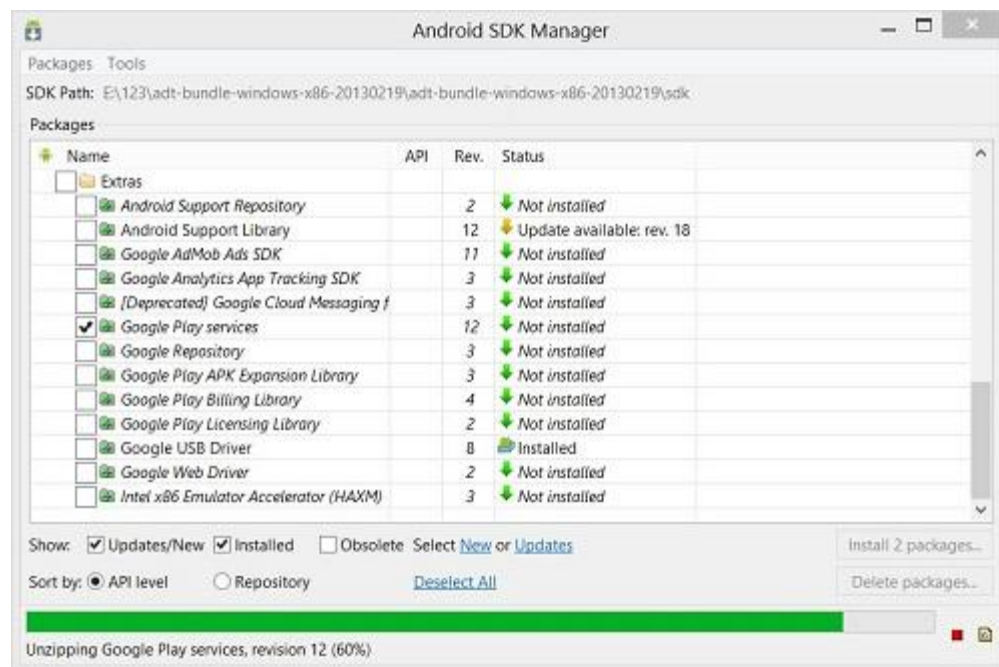 Android SDK Manager
Packages Tools
SDK Path: E:\123\adt-bundle-windows-x86-20130219\adt-bundle-windows-x86-20130219\sdk
Packages
Name API Rev. Status
Extras
Android Support Repository 2 Not installed
Android Support Library 12 Update available: rev. 18
Google AdMob Ads SDK 11 Not installed
Google Analytics App Tracking SDK 3 Not installed
[Deprecated] Google Cloud Messaging f 3 Not installed
Google Play services 12 Not installed
Google Repository 3 Not installed
Google Play APK Expansion Library 3 Not installed
Google Play Billing Library 4 Not installed
Google Play Licensing Library 2 Not installed
Google USB Driver 8 Installed
Google Web Driver 2 Not installed
Intel x86 Emulator Accelerator (HAXM) 3 Not installed
Show: Updates/New Installed Obsolete Select New or Updates Install 2 packages...
Sort by: API level Repository Deselect All Delete packages...
Unzipping Google Play services, revision 12 (60%)